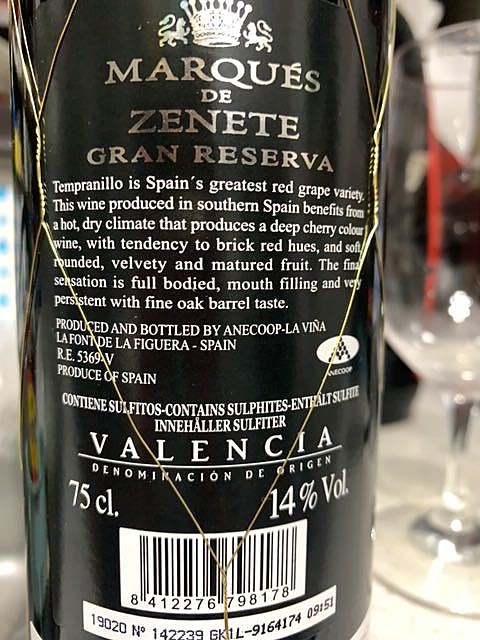 MARQUÉS
DE
ZENETE
GRAN RESERVA
Tempranillo is Spain´s greatest red grape variety.
This wine produced in southern Spain benefits from
a hot, dry climate that produces a deep cherry colour
wine, with tendency to brick red hues, and soft,
rounded, velvety and matured fruit. The final
sensation is full bodied, mouth filling and very
persistent with fine oak barrel taste.
PRODUCED AND BOTTLED BY ANECOOP-LA VIÑA
LA FONT DE LA FIGUERA - SPAIN
R.E. 5369-V
PRODUCE OF SPAIN
ANECOOP
CONTIENE SULFITOS-CONTAINS SULPHITES-ENTHÄLT SULFITE
INNEHÅLLER SULFITER
VALENCIA
DENOMINACIÓN DE ORIGEN
75 cl.
14 % Vol.
8 412276 798178
19020 Nº 142239 GK1L-9164174 09151